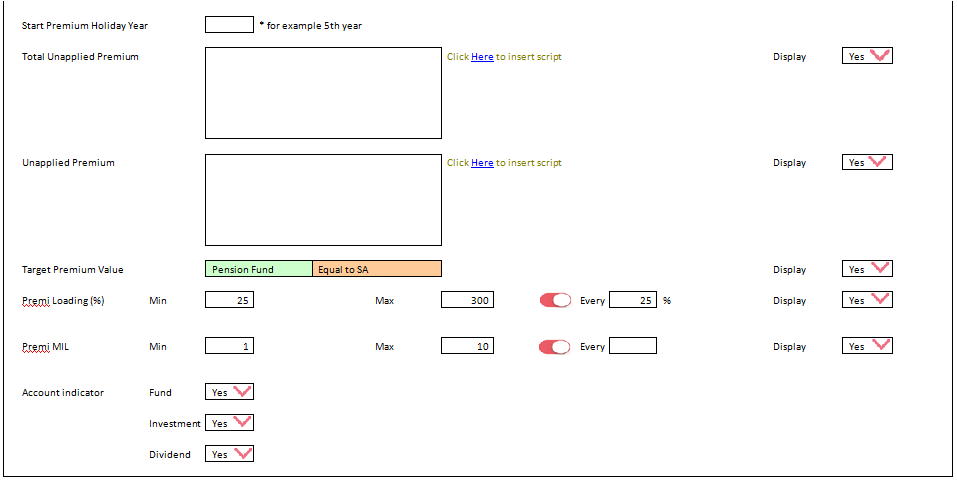 Start Premium Holiday Year * for example 5th year
Total Unapplied Premium Click Here to insert script Display Yes
Unapplied Premium Click Here to insert script Display Yes
Target Premium Value Pension Fund Equal to SA Display Yes
Premi Loading (%) Min 25 Max 300 Every 25 % Display Yes
Premi MIL Min 1 Max 10 Every Display Yes
Account indicator Fund Yes
Investment Yes
Dividend Yes